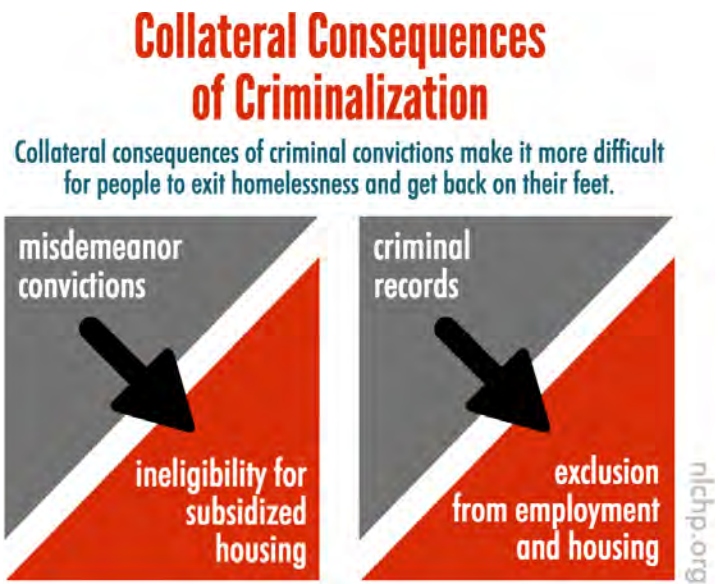 Collateral Consequences
of Criminalization
Collateral consequences of criminal convictions make it more difficult
for people to exit homelessness and get back on their feet.
misdemeanor
convictions
ineligibility for
subsidized
housing
criminal
records
exclusion
from employment
and housing
nlchp.org